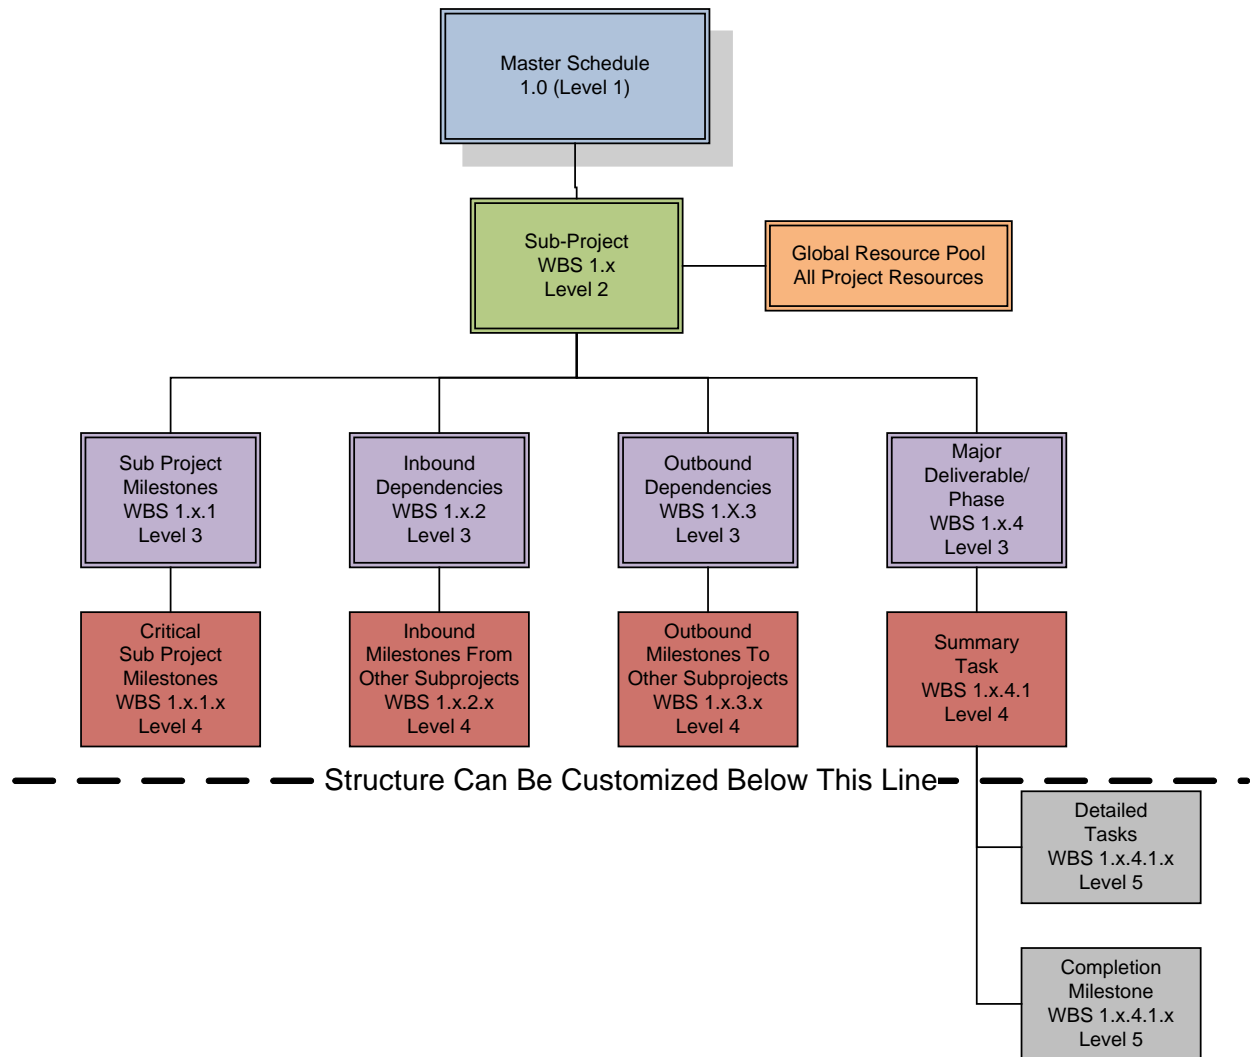 Master Schedule
1.0 (Level 1)
Sub-Project
WBS 1.x
Level 2
Global Resource Pool
All Project Resources
Sub Project
Milestones
WBS 1.x.1
Level 3
Inbound
Dependencies
WBS 1.x.2
Level 3
Outbound
Dependencies
WBS 1.X.3
Level 3
Major
Deliverable/
Phase
WBS 1.x.4
Level 3
Critical
Sub Project
Milestones
WBS 1.x.1.x
Level 4
Inbound
Milestones From
Other Subprojects
WBS 1.x.2.x
Level 4
Outbound
Milestones To
Other Subprojects
WBS 1.x.3.x
Level 4
Summary
Task
WBS 1.x.4.1
Level 4
Structure Can Be Customized Below This Line
Detailed
Tasks
WBS 1.x.4.1.x
Level 5
Completion
Milestone
WBS 1.x.4.1.x
Level 5